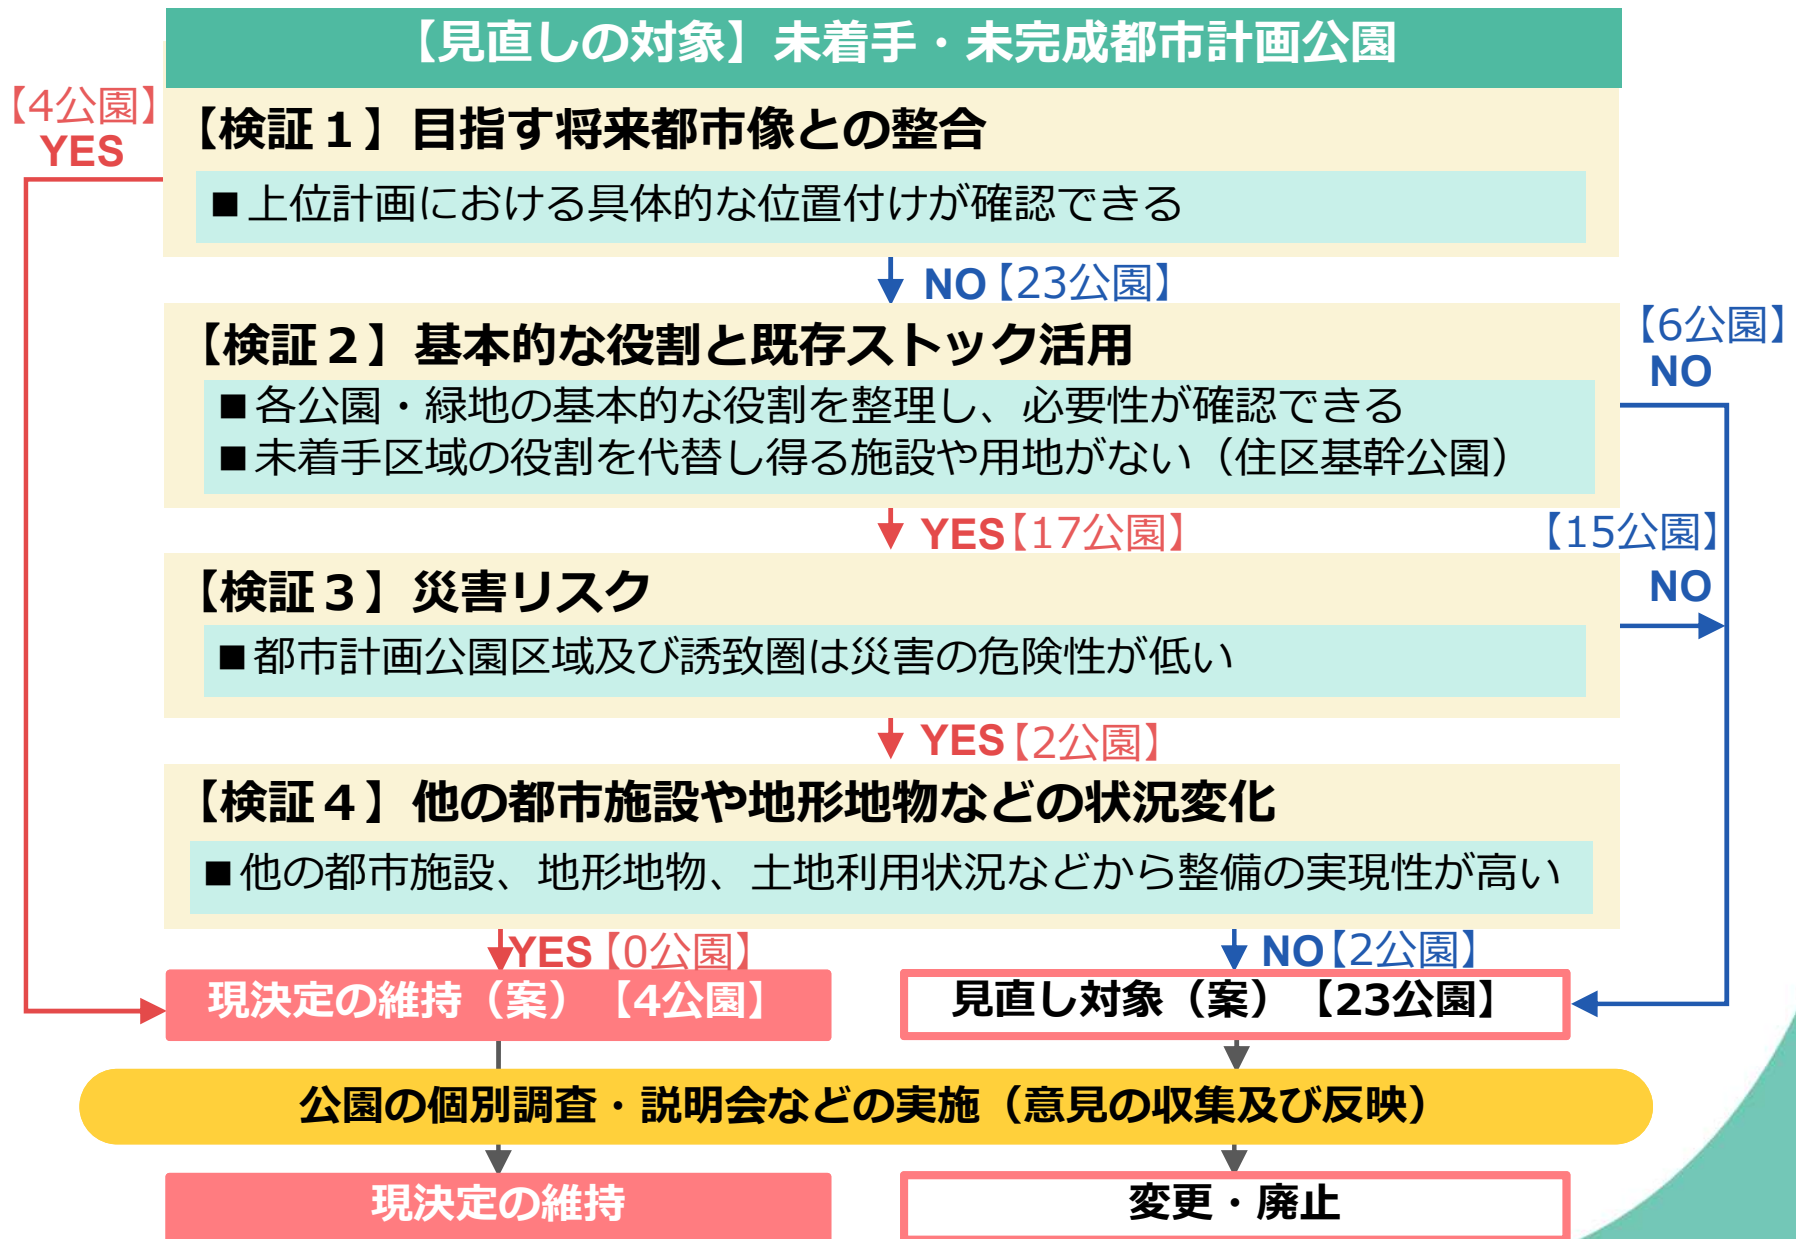 【見直しの対象】未着手・未完成都市計画公園
【4公園】
YES
【検証１】目指す将来都市像との整合
■上位計画における具体的な位置付けが確認できる
NO【23公園】
【検証２】基本的な役割と既存ストック活用
■各公園・緑地の基本的な役割を整理し、必要性が確認できる
■未着手区域の役割を代替し得る施設や用地がない（住区基幹公園）
【6公園】
NO
YES【17公園】
【検証３】災害リスク
■都市計画公園区域及び誘致圏は災害の危険性が低い
【15公園】
NO
YES【2公園】
【検証４】他の都市施設や地形地物などの状況変化
■他の都市施設、地形地物、土地利用状況などから整備の実現性が高い
YES【0公園】
NO【2公園】
現決定の維持（案）【4公園】
見直し対象（案）【23公園】
公園の個別調査・説明会などの実施（意見の収集及び反映）
現決定の維持
変更・廃止